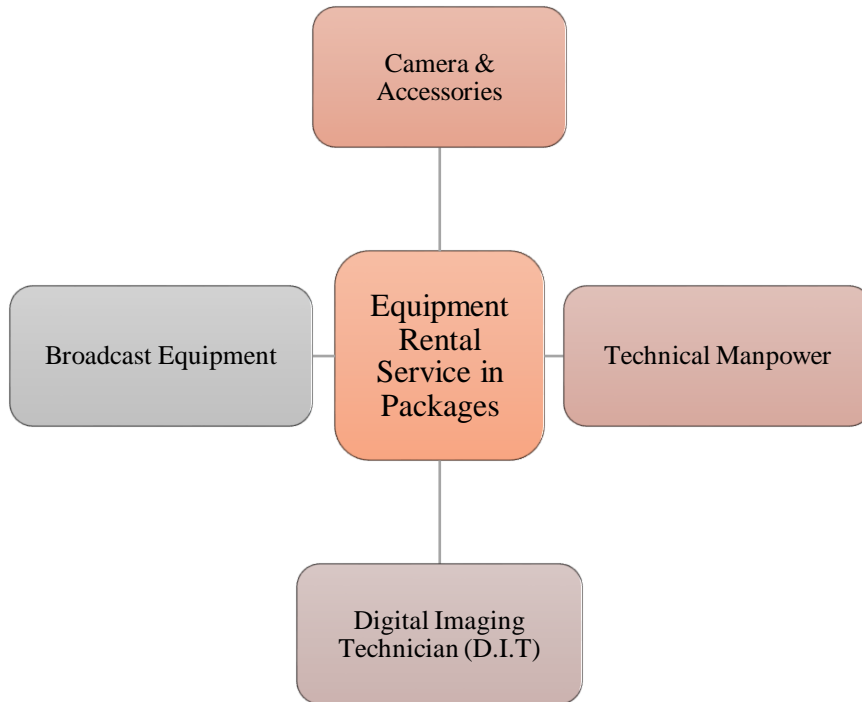 Camera &
Accessories
Broadcast Equipment
Equipment
Rental
Service in
Packages
Technical Manpower
Digital Imaging
Technician (D.I.T)